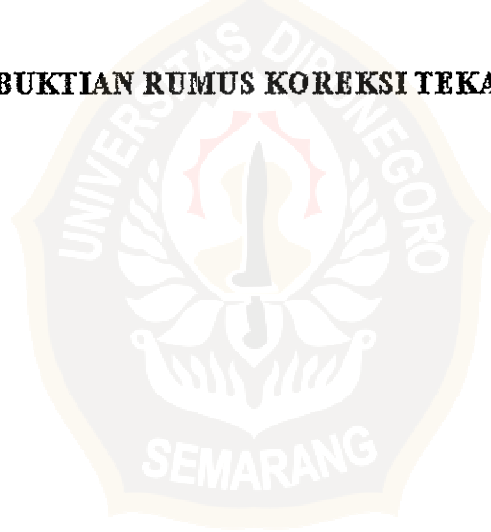 BUKTIAN RUMUS KOREKSI TEKA
UNIVERSITAS DIPONEGORO
SEMARANG